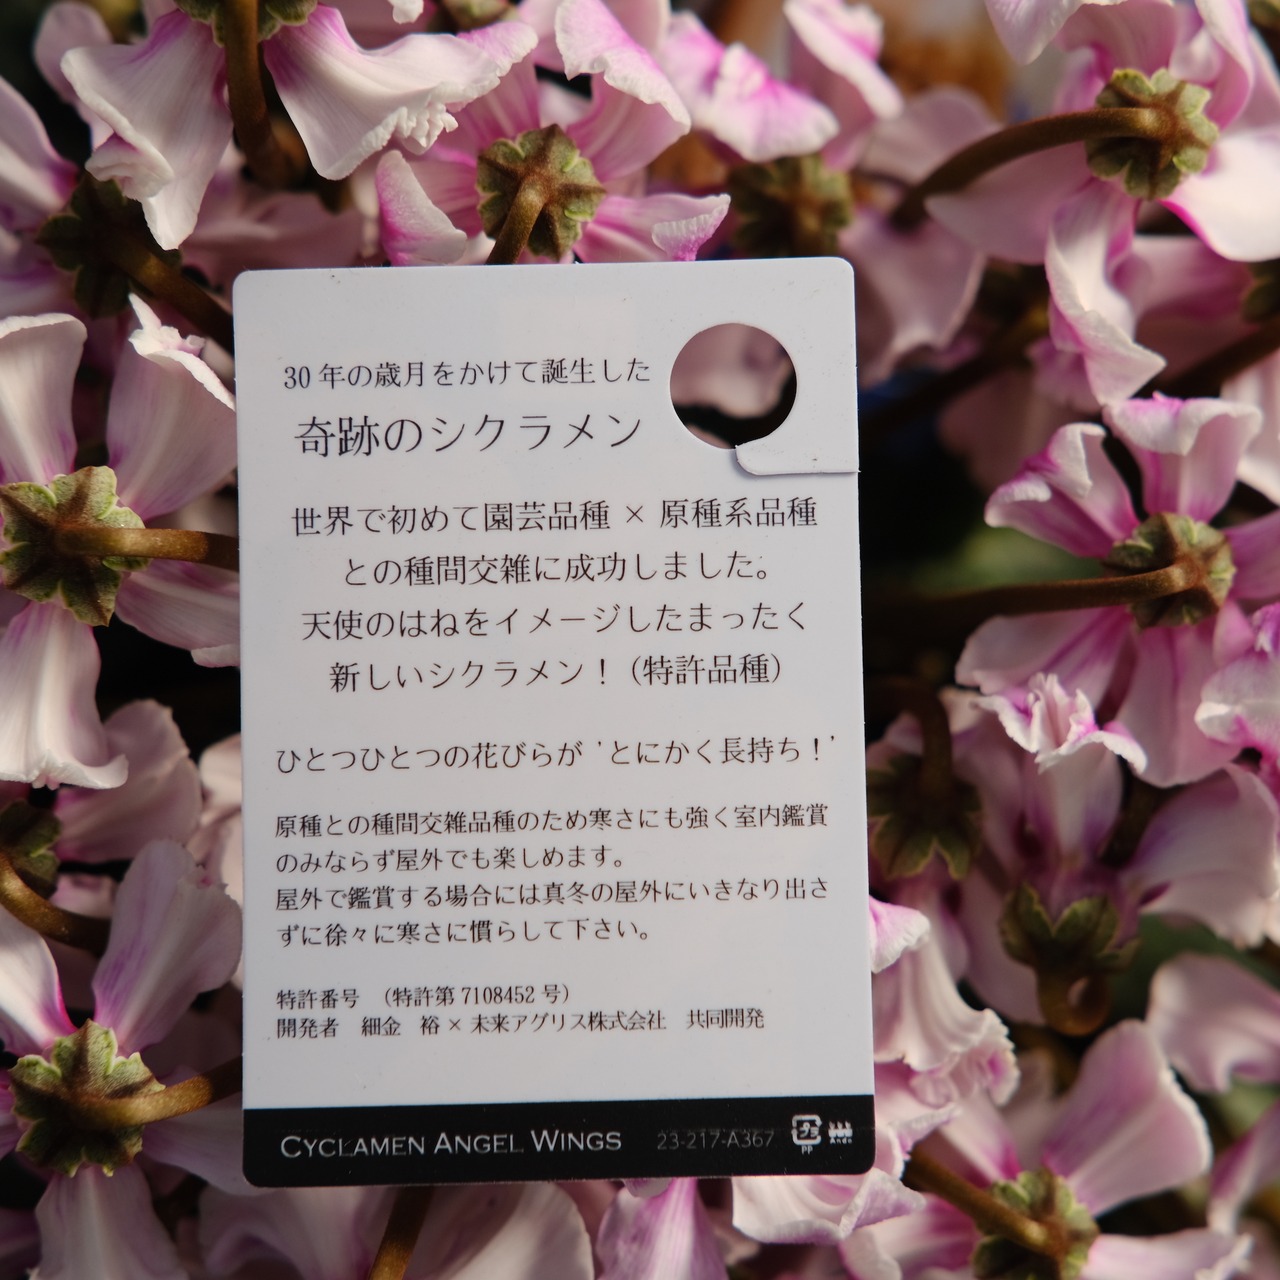 30年の歳月をかけて誕生した
奇跡のシクラメン
世界で初めて園芸品種 × 原種系品種
との種間交雑に成功しました。
天使のはねをイメージしたまったく
新しいシクラメン！（特許品種）
ひとつひとつの花びらが 'とにかく長持ち！'
原種との種間交雑品種のため寒さにも強く室内鑑賞
のみならず屋外でも楽しめます。
屋外で鑑賞する場合には真冬の屋外にいきなり出さ
ずに徐々に寒さに慣らして下さい。
特許番号　（特許第 7108452 号）
開発者　細金　裕 × 未来アグリス株式会社　共同開発
CYCLAMEN ANGEL WINGS 23-217-A367 プラ
PP